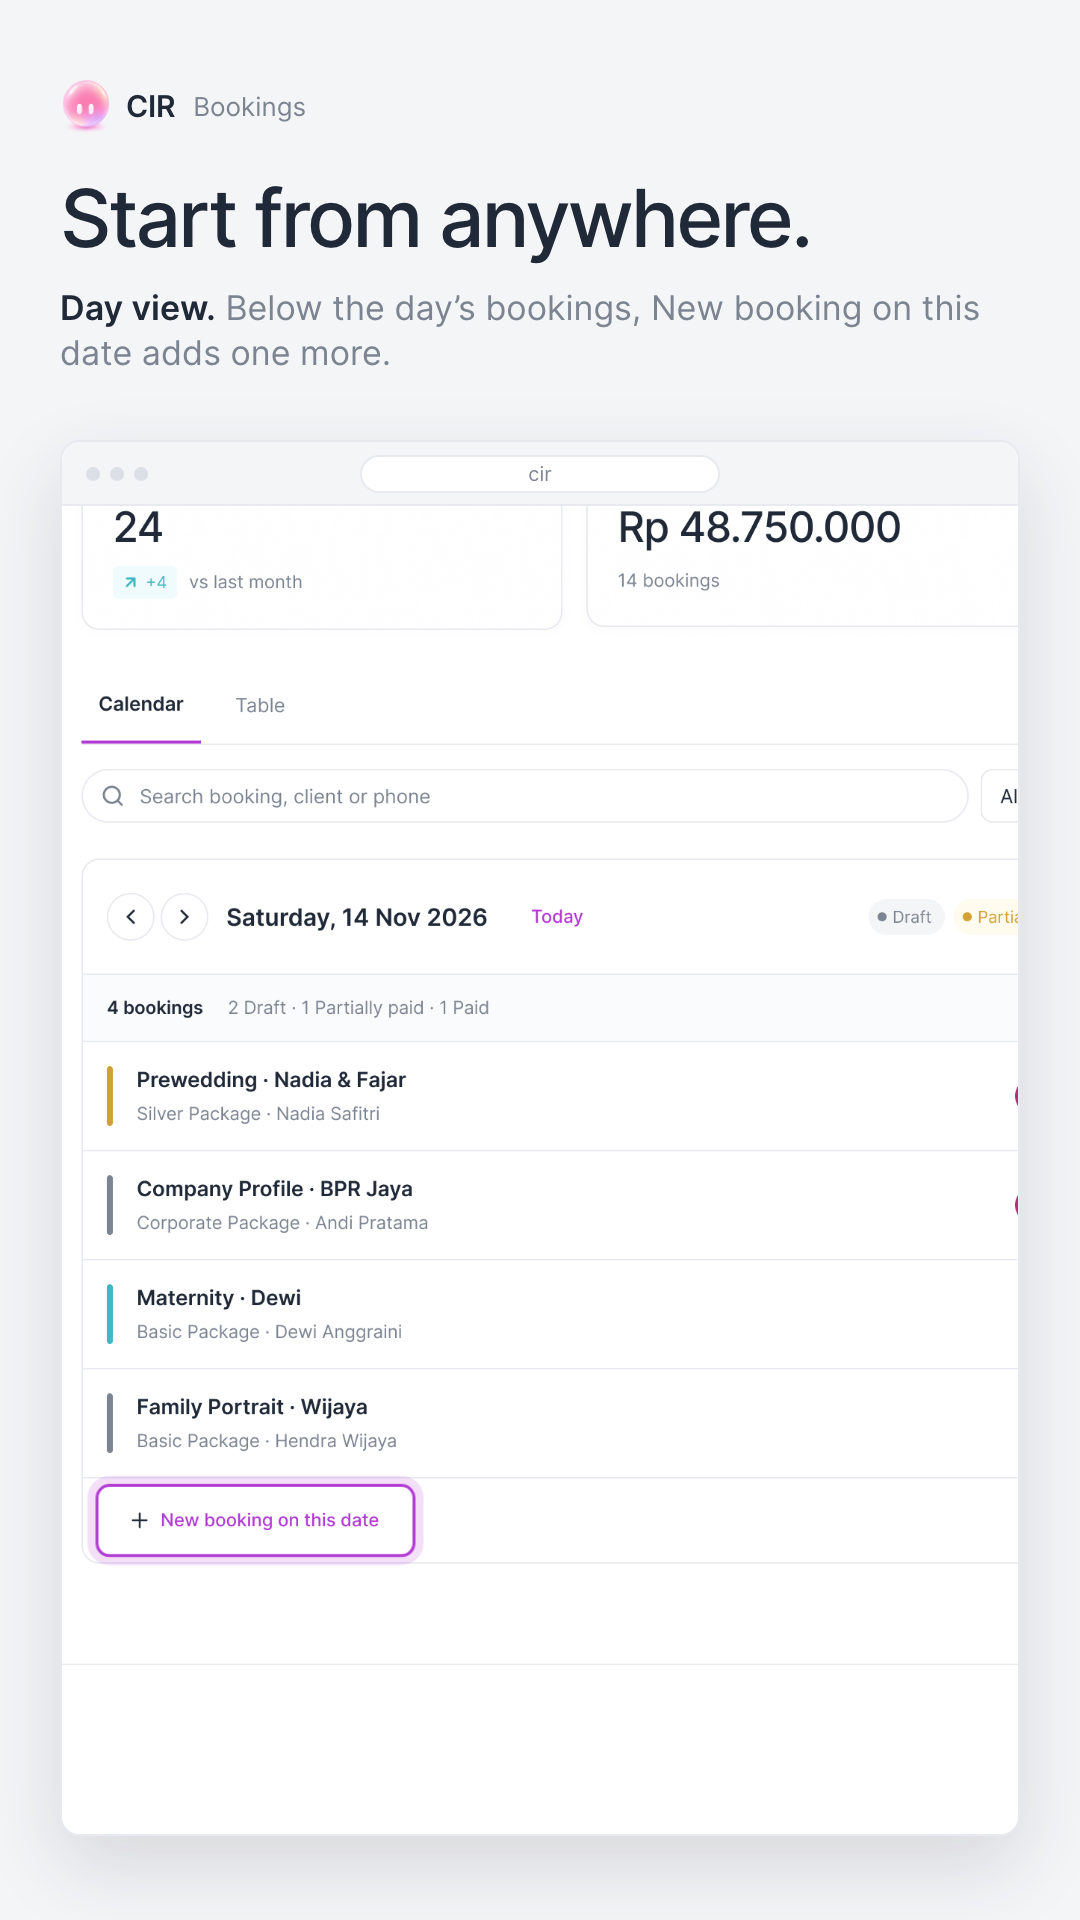 CIR Bookings
Start from anywhere.
Day view. Below the day’s bookings, New booking on this
date adds one more.
cir
24
Rp 48.750.000
+4 vs last month
14 bookings
Calendar
Table
Search booking, client or phone
Saturday, 14 Nov 2026
Today
Draft
4 bookings
2 Draft · 1 Partially paid · 1 Paid
Prewedding · Nadia & Fajar
Silver Package · Nadia Safitri
Company Profile · BPR Jaya
Corporate Package · Andi Pratama
Maternity · Dewi
Basic Package · Dewi Anggraini
Family Portrait · Wijaya
Basic Package · Hendra Wijaya
+ New booking on this date